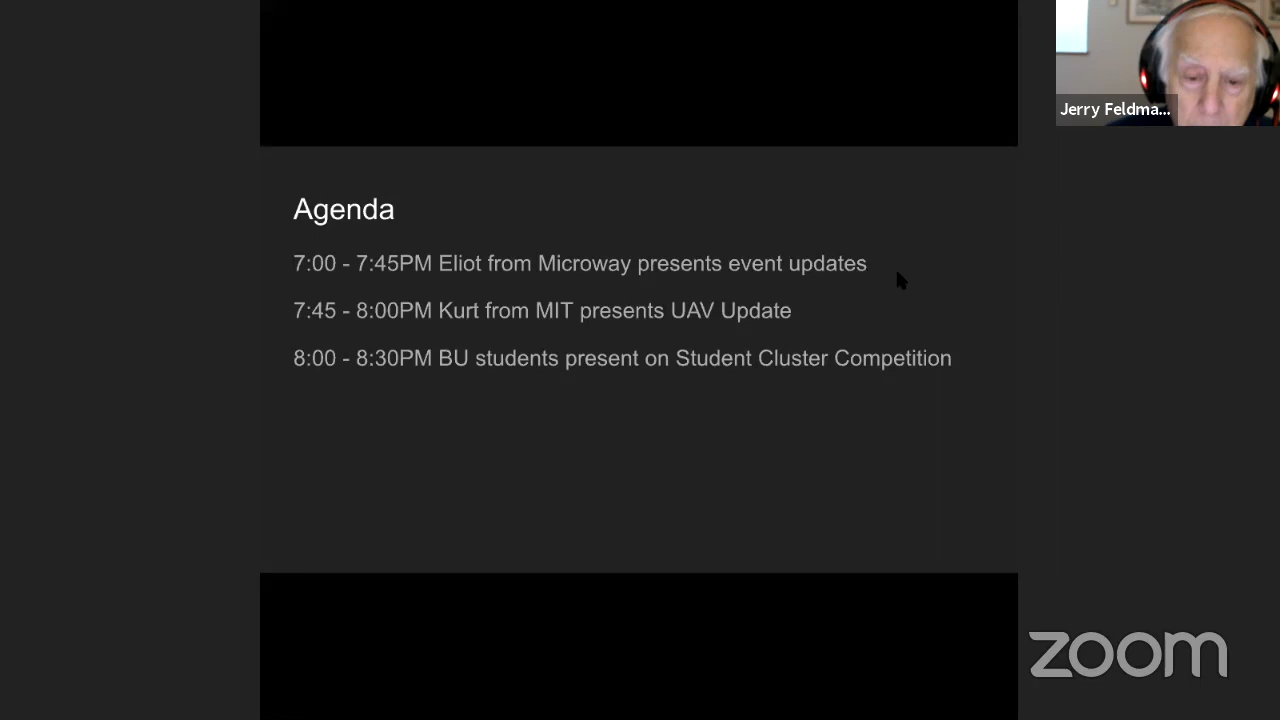 Jerry Feldma...
Agenda
7:00 - 7:45PM Eliot from Microway presents event updates
7:45 - 8:00PM Kurt from MIT presents UAV Update
8:00 - 8:30PM BU students present on Student Cluster Competition
zoom